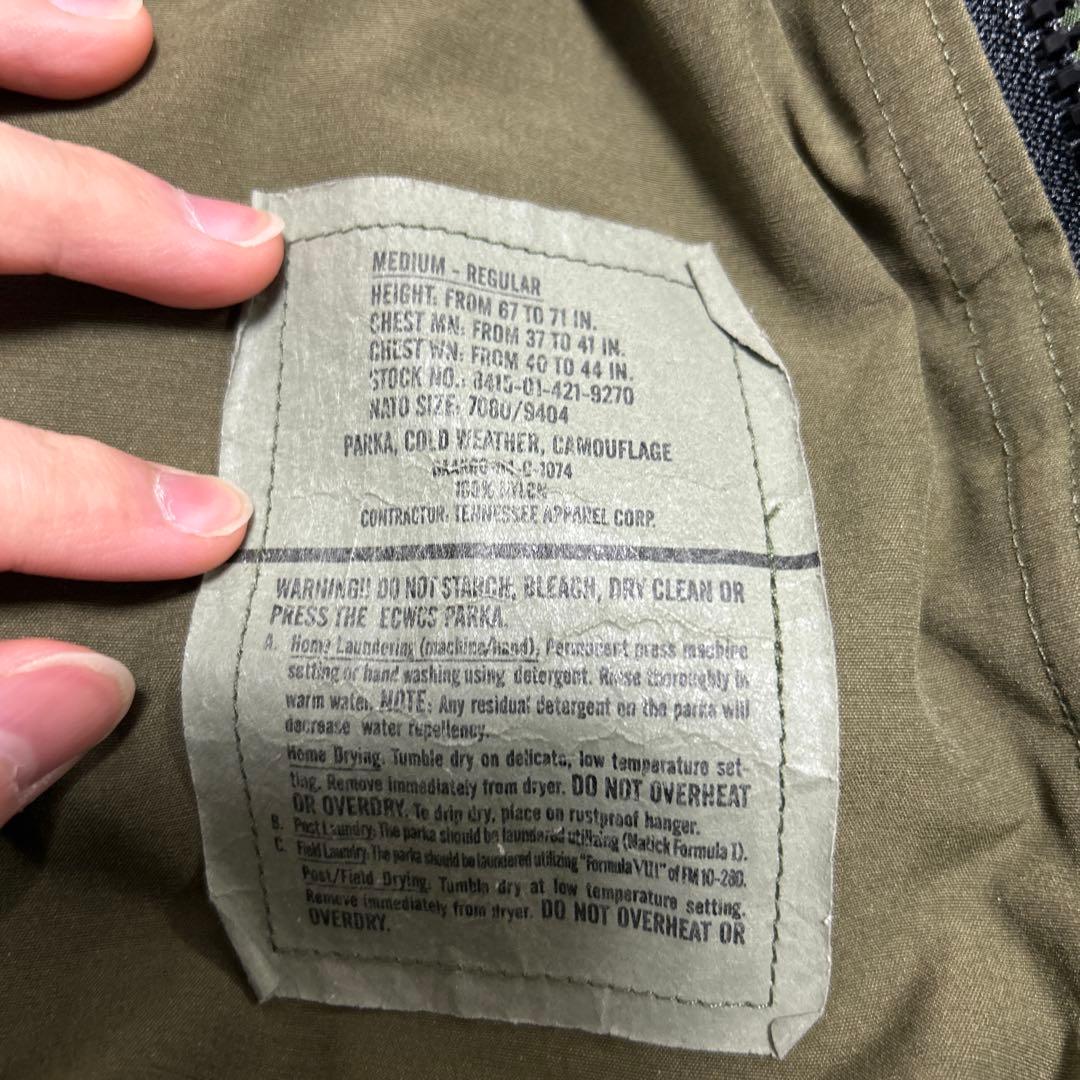 MEDIUM - REGULAR
HEIGHT: FROM 67 TO 71 IN.
CHEST MN: FROM 37 TO 41 IN.
CHEST WN: FROM 40 TO 44 IN.
STOCK NO.: 8415-01-421-9270
NATO SIZE: 7080/9404
PARKA, COLD WEATHER, CAMOUFLAGE
-C-1074
100% NYLON
CONTRACTOR: TENNESSEE APPAREL CORP.
WARNING!! DO NOT STARCH, BLEACH, DRY CLEAN OR
PRESS THE ECWCS PARKA.
A. Home Laundering (machine/hand); Permanent press machine
setting or hand washing using detergent. Rinse thoroughly in
warm water. NOTE: Any residual detergent on the parka will
decrease water repellency.
Home Drying. Tumble dry on delicate, low temperature set-
ting. Remove immediately from dryer. DO NOT OVERHEAT
OR OVERDRY. To drip dry, place on rustproof hanger.
B. Post Laundry: The parka should be laundered utilizing (Natick Formula I).
C. Field Laundry: The parka should be laundered utilizing "Formula VIII" of FM 10-280.
Post/Field Drying. Tumble dry at low temperature setting.
Remove immediately from dryer. DO NOT OVERHEAT OR
OVERDRY.